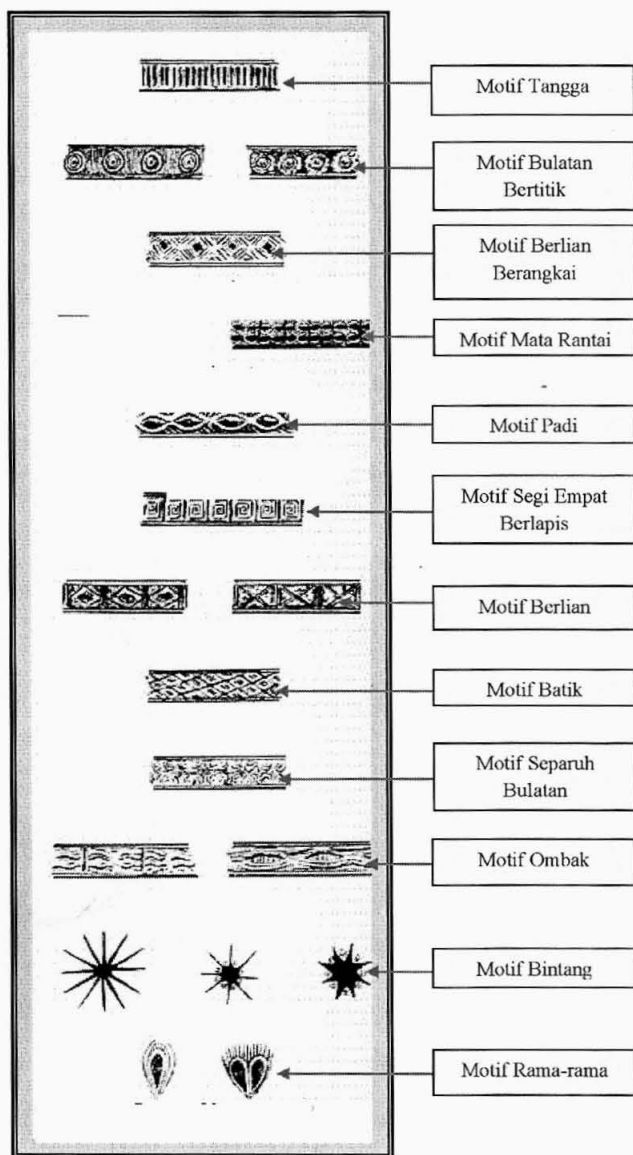 Motif Tangga
Motif Bulatan
Bertitik
Motif Berlian
Berangkai
Motif Mata Rantai
Motif Padi
Motif Segi Empat
Berlapis
Motif Berlian
Motif Batik
Motif Separuh
Bulatan
Motif Ombak
Motif Bintang
Motif Rama-rama